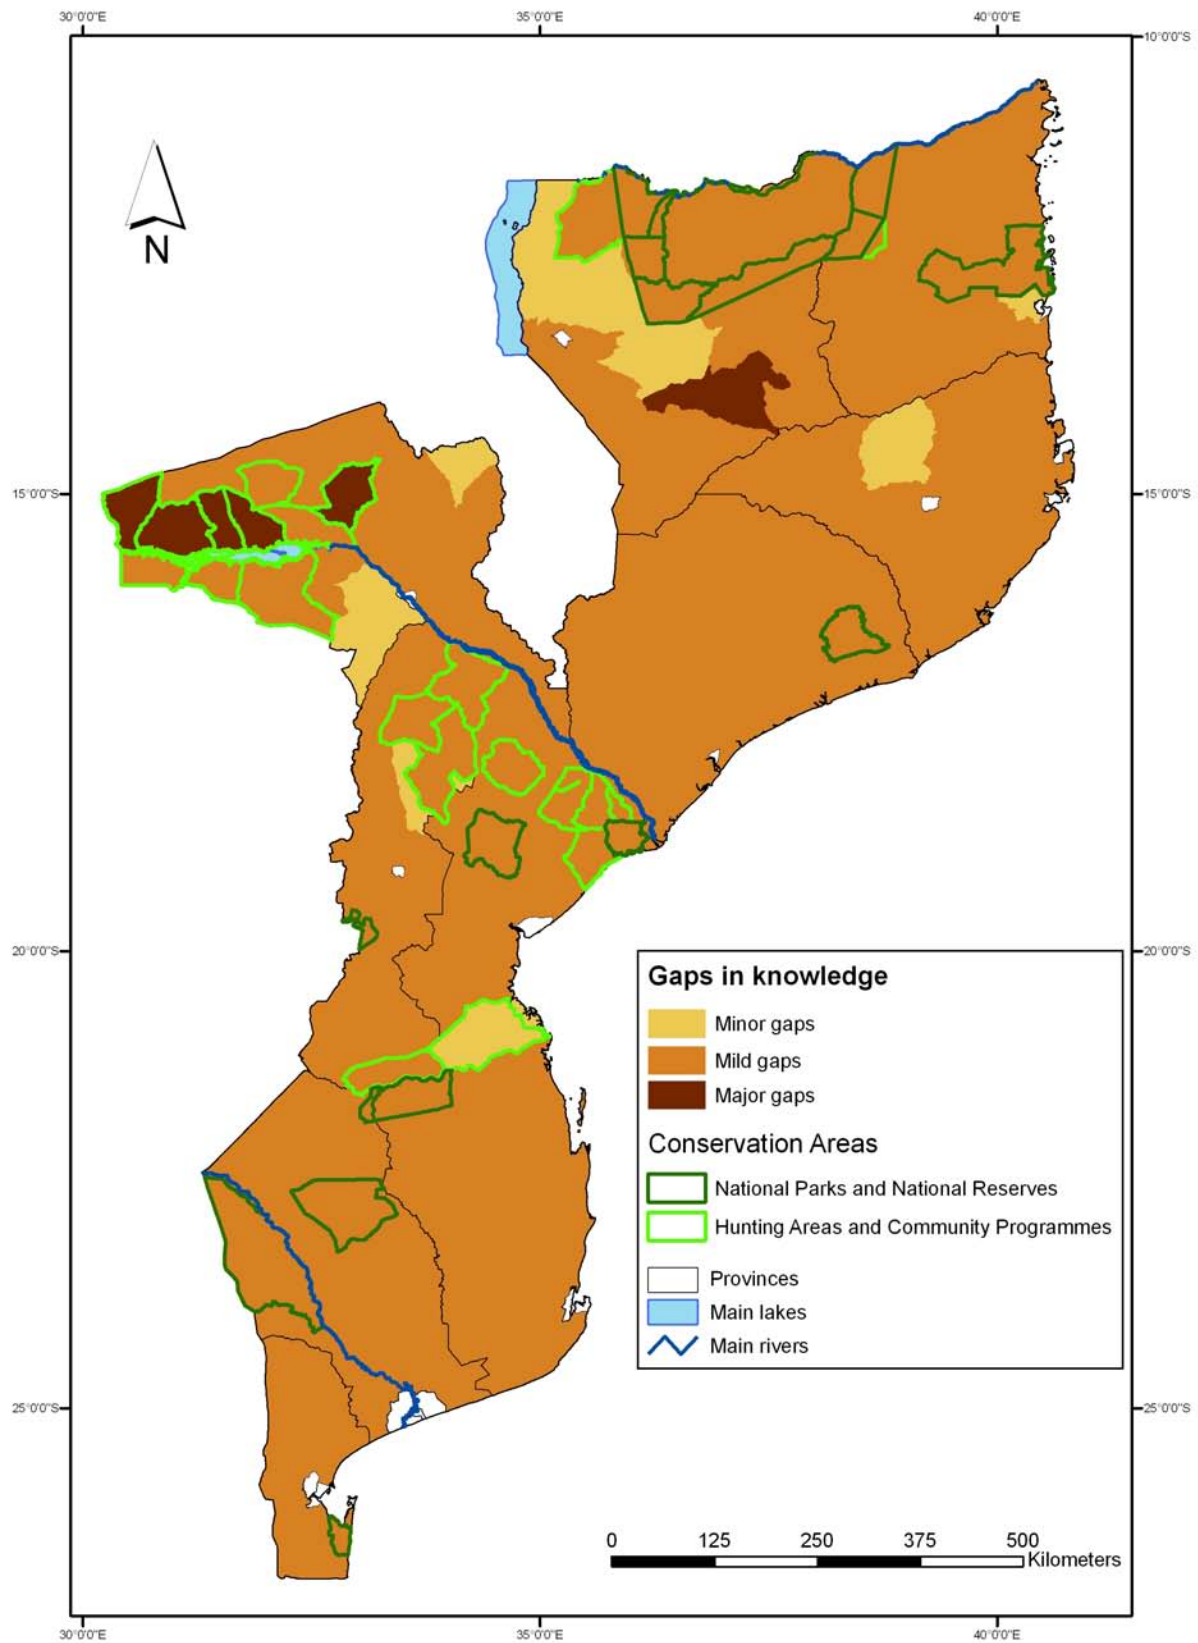 30°0'0"E 35°0'0"E 40°0'0"E
10°0'0"S
N
15°0'0"S 15°0'0"S
20°0'0"S 20°0'0"S
Gaps in knowledge
Minor gaps
Mild gaps
Major gaps
Conservation Areas
National Parks and National Reserves
Hunting Areas and Community Programmes
Provinces
Main lakes
Main rivers
25°0'0"S 25°0'0"S
0 125 250 375 500
Kilometers
30°0'0"E 35°0'0"E 40°0'0"E